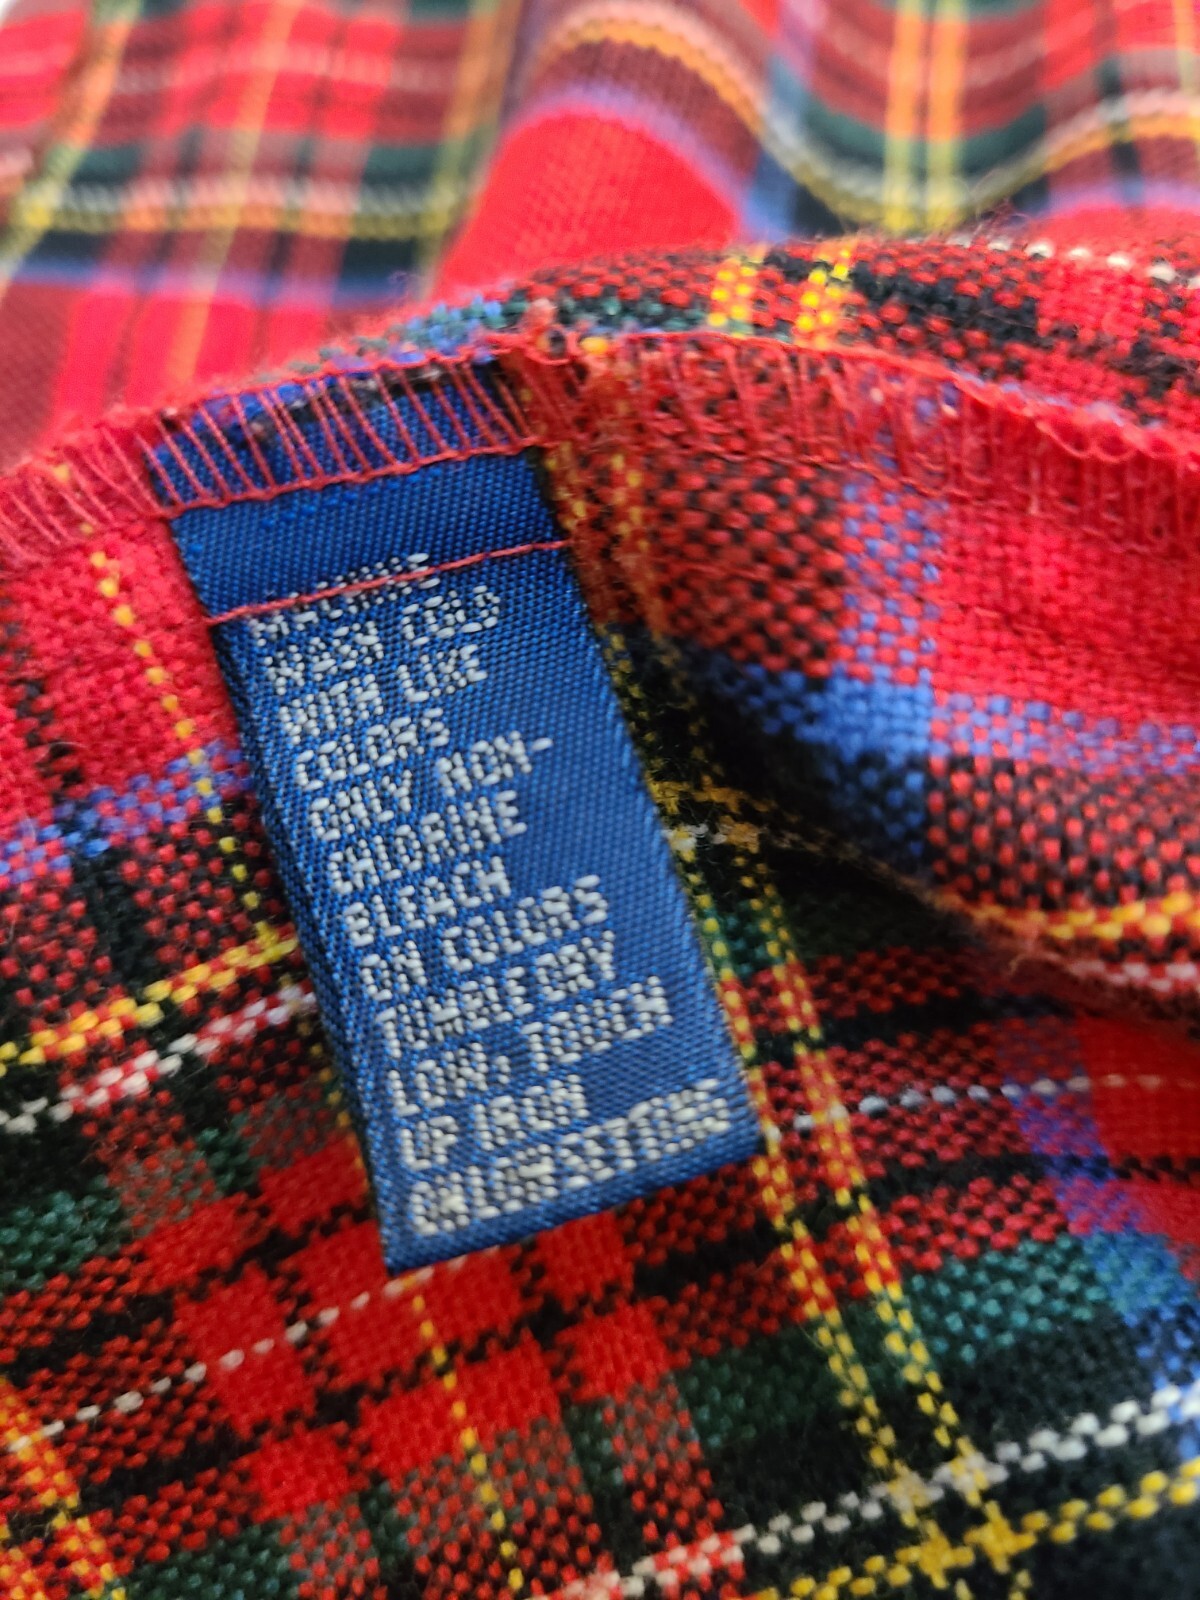 MACHINE
WASH COLD
WITH LIKE
COLORS
ONLY NON-
CHLORINE
BLEACH
ON COLORS
TUMBLE DRY
LOW, TOUCH
UP IRON
ON LOW SETTING